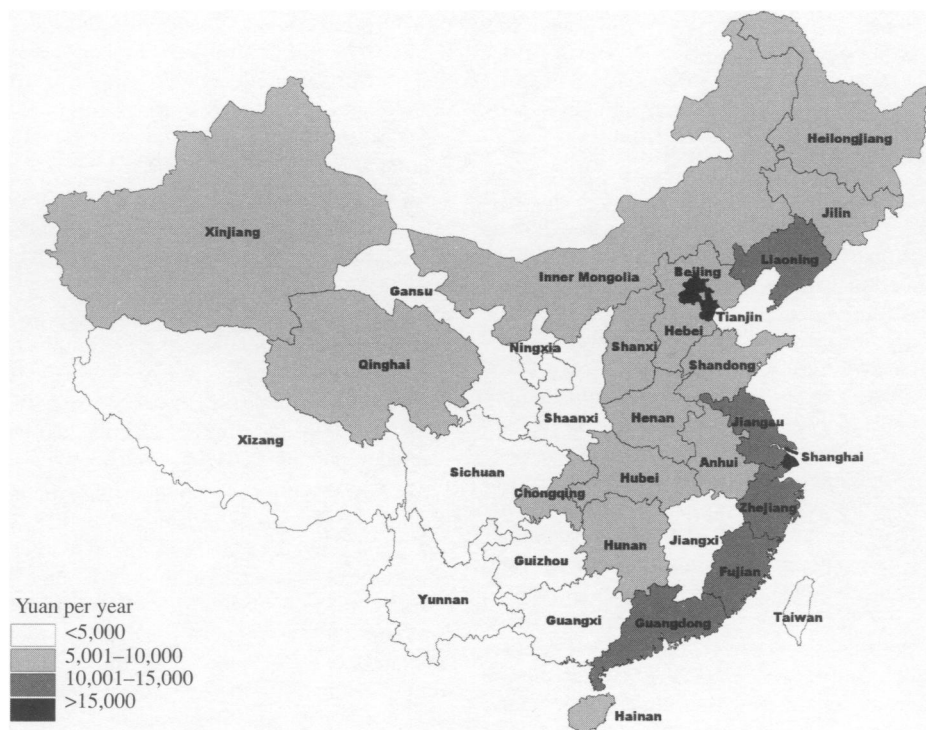 Heilongjiang
Jilin
Xinjiang
Liaoning
Beijing
Inner Mongolia
Gansu
Tianjin
Hebei
Ningxia
Shanxi
Qinghai
Shandong
Shaanxi
Henan
Jiangau
Xizang
Shanghai
Sichuan
Anhui
Hubei
Chongqing
Zhejiang
Jiangxi
Hunan
Guizhou
Fujian
Yunnan
Guangxi
Guangdong
Taiwan
Hainan
Yuan per year
<5,000
5,001–10,000
10,001–15,000
>15,000